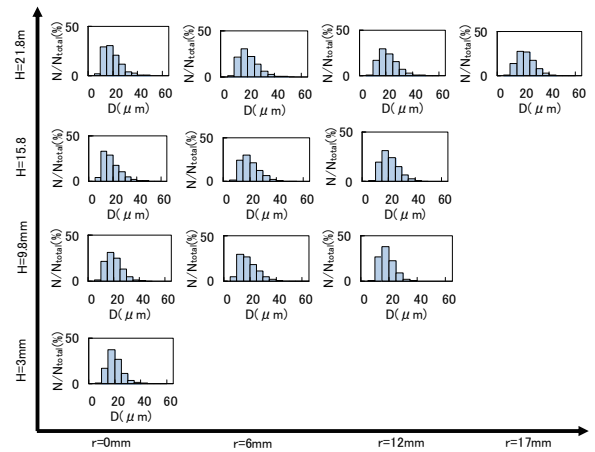 H=21.8m
N/Ntotal(%)
50
0
0 20 40 60
D(μm)
N/Ntotal(%)
50
0
0 20 40 60
D(μm)
N/Ntotal(%)
50
0
0 20 40 60
D(μm)
N/Ntotal(%)
50
0
0 20 40 60
D(μm)
H=15.8
N/Ntotal(%)
50
0
0 20 40 60
D(μm)
N/Ntotal(%)
50
0
0 20 40 60
D(μm)
N/Ntotal(%)
50
0
0 20 40 60
D(μm)
H=9.8mm
N/Ntotal(%)
50
0
0 20 40 60
D(μm)
N/Ntotal(%)
50
0
0 20 40 60
D(μm)
N/Ntotal(%)
50
0
0 20 40 60
D(μm)
H=3mm
N/Ntotal(%)
50
0
0 20 40 60
D(μm)
r=0mm
r=6mm
r=12mm
r=17mm